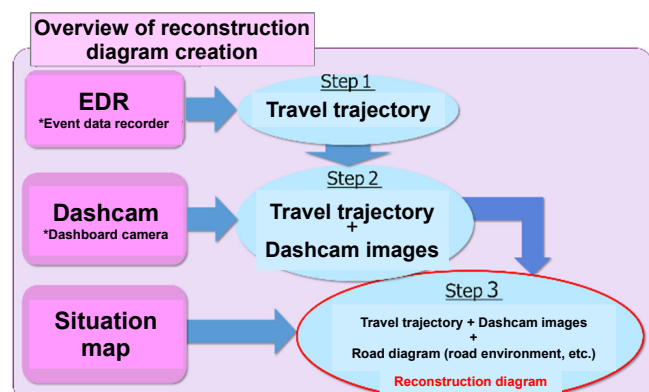 Overview of reconstruction
diagram creation
EDR
*Event data recorder
Step 1
Travel trajectory
Dashcam
*Dashboard camera
Step 2
Travel trajectory
+
Dashcam images
Situation
map
Step 3
Travel trajectory + Dashcam images
+
Road diagram (road environment, etc.)
Reconstruction diagram